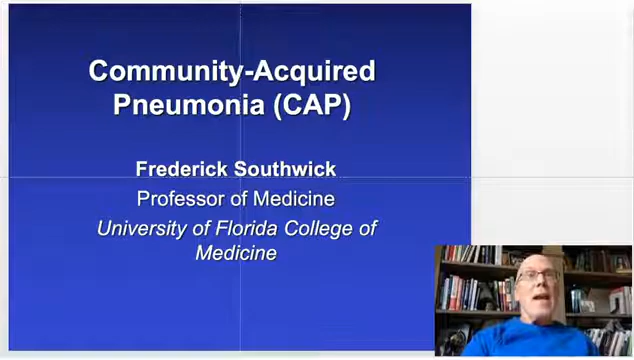 Community-Acquired
Pneumonia (CAP)
Frederick Southwick
Professor of Medicine
University of Florida College of
Medicine